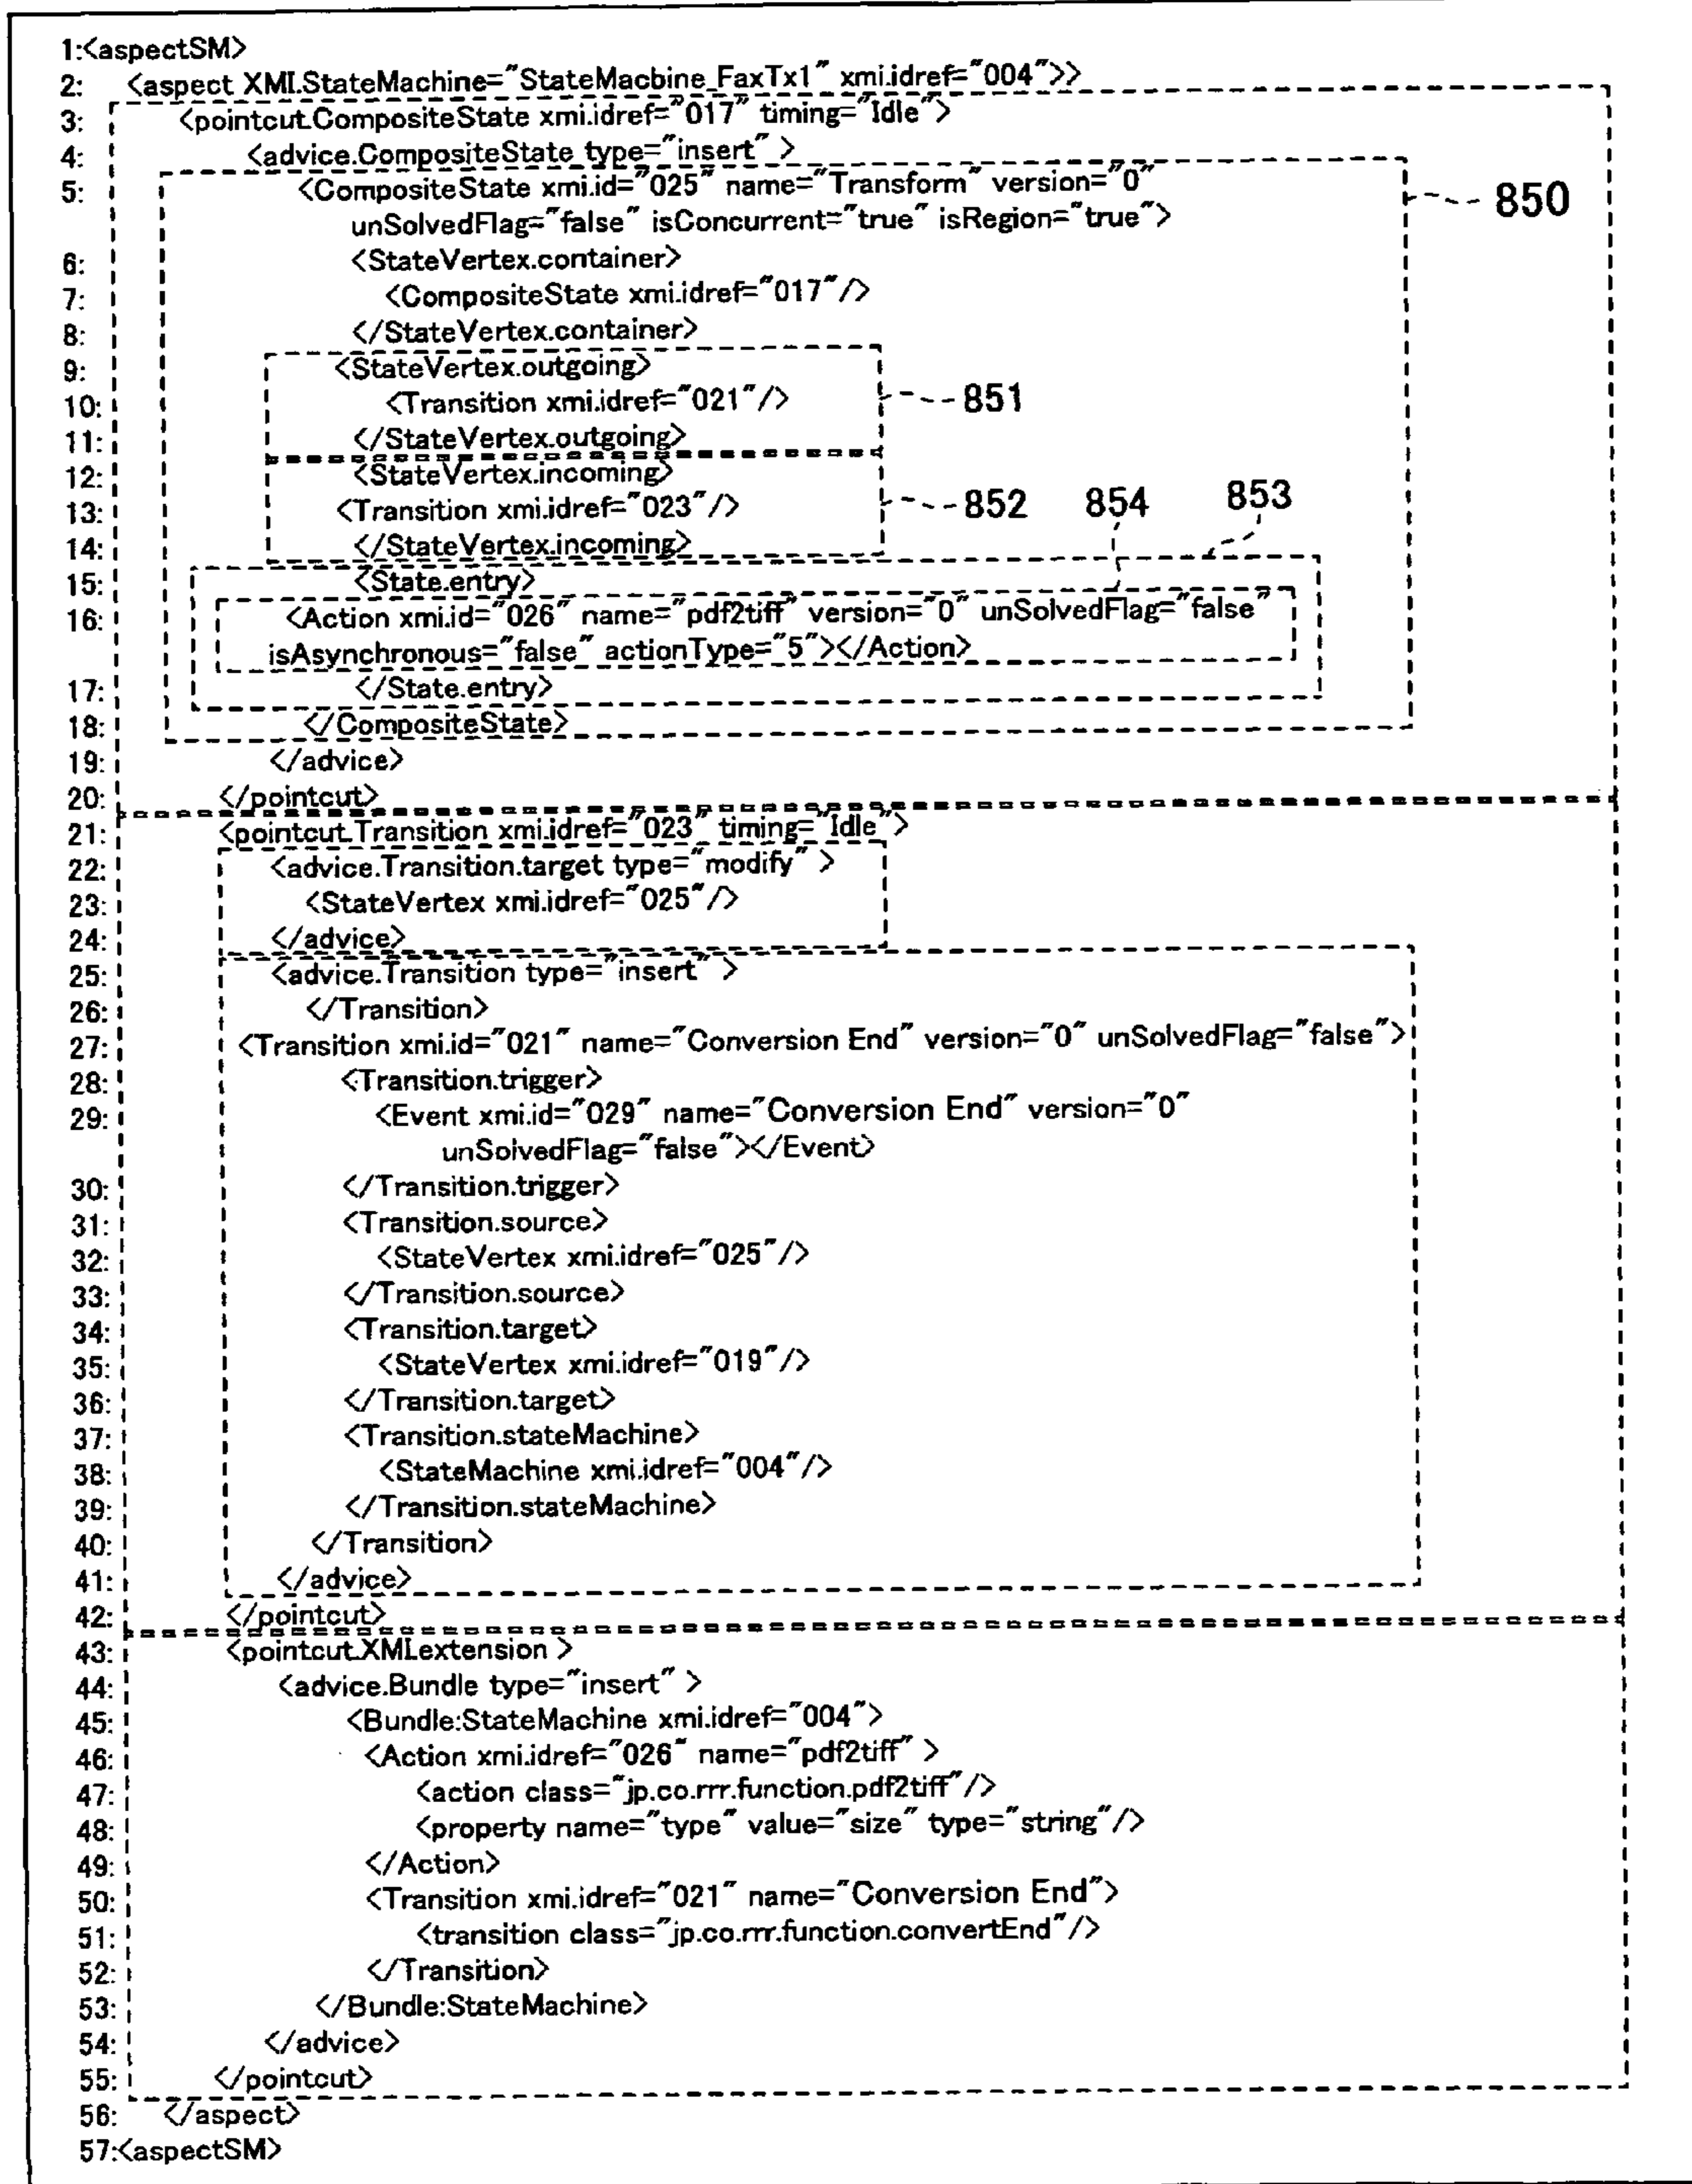 1:<aspectSM>
2: <aspect XMI.StateMachine="StateMacbine_FaxTx1" xmi.idref="004">>
3: <pointcut.CompositeState xmi.idref="017" timing="Idle">
4: <advice.CompositeState type="insert" >
5: <CompositeState xmi.id="025" name="Transform" version="0"
850
unSolvedFlag="false" isConcurrent="true" isRegion="true">
6: <StateVertex.container>
7: <CompositeState xmi.idref="017"/>
8: </StateVertex.container>
9: <StateVertex.outgoing>
10: <Transition xmi.idref="021"/> 851
11: </StateVertex.outgoing>
12: <StateVertex.incoming>
13: <Transition xmi.idref="023"/> 852 854 853
14: </StateVertex.incoming>
15: <State.entry>
16: <Action xmi.id="026" name="pdf2tiff" version="0" unSolvedFlag="false"
isAsynchronous="false" actionType="5"></Action>
17: </State.entry>
18: </CompositeState>
19: </advice>
20: </pointcut>
21: <pointcut.Transition xmi.idref="023" timing="Idle">
22: <advice.Transition.target type="modify" >
23: <StateVertex xmi.idref="025"/>
24: </advice>
25: <advice.Transition type="insert" >
26: </Transition>
27: <Transition xmi.id="021" name="Conversion End" version="0" unSolvedFlag="false">
28: <Transition.trigger>
29: <Event xmi.id="029" name="Conversion End" version="0"
unSolvedFlag="false"></Event>
30: </Transition.trigger>
31: <Transition.source>
32: <StateVertex xmi.idref="025"/>
33: </Transition.source>
34: <Transition.target>
35: <StateVertex xmi.idref="019"/>
36: </Transition.target>
37: <Transition.stateMachine>
38: <StateMachine xmi.idref="004"/>
39: </Transition.stateMachine>
40: </Transition>
41: </advice>
42: </pointcut>
43: <pointcut.XMLextension >
44: <advice.Bundle type="insert" >
45: <Bundle:StateMachine xmi.idref="004">
46: <Action xmi.idref="026" name="pdf2tiff" >
47: <action class="jp.co.rrr.function.pdf2tiff"/>
48: <property name="type" value="size" type="string"/>
49: </Action>
50: <Transition xmi.idref="021" name="Conversion End">
51: <transition class="jp.co.rrr.function.convertEnd"/>
52: </Transition>
53: </Bundle:StateMachine>
54: </advice>
55: </pointcut>
56: </aspect>
57:<aspectSM>